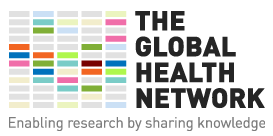 THE
GLOBAL
HEALTH
NETWORK
Enabling research by sharing knowledge